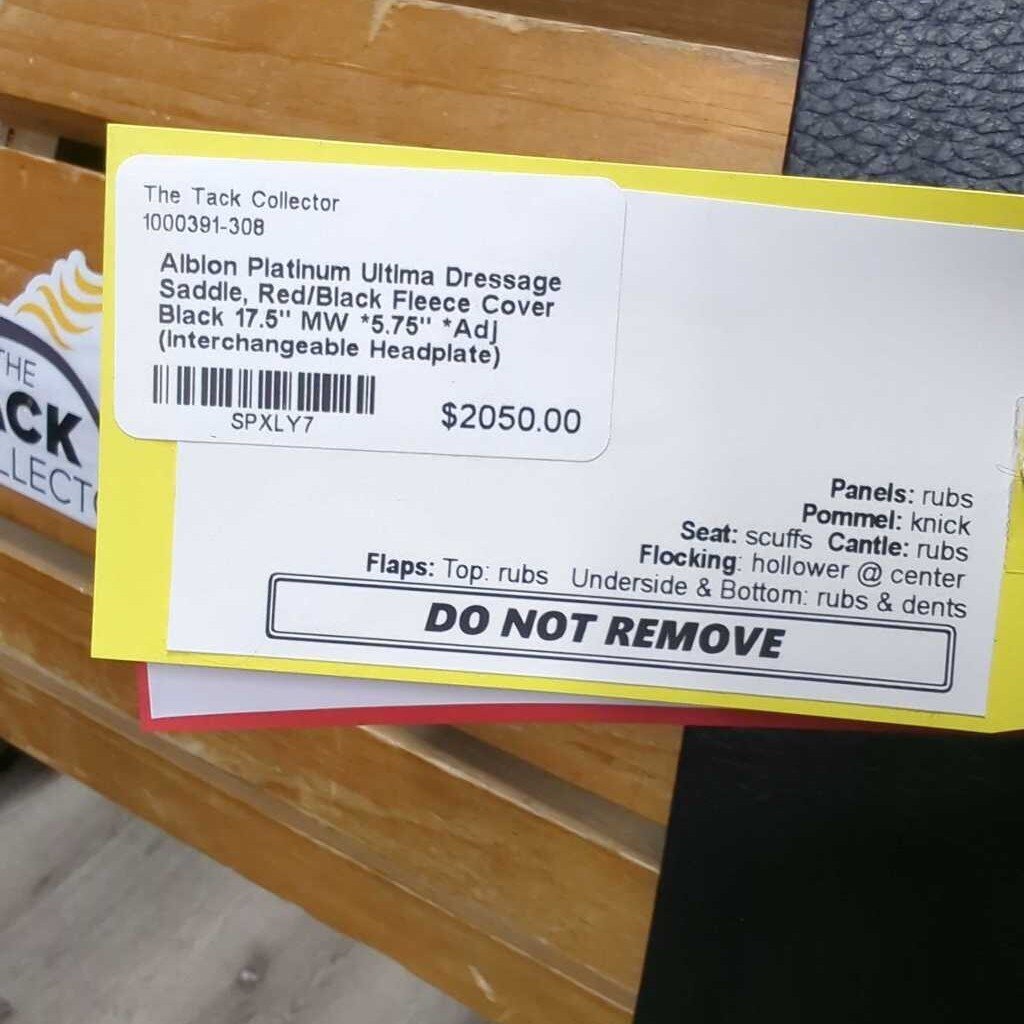 The Tack Collector
1000391-308
Albion Platinum Ultima Dressage
Saddle, Red/Black Fleece Cover
Black 17.5" MW *5.75" *Adj
(Interchangeable Headplate)
SPXLY7
$2050.00
Panels: rubs
Pommel: knick
Seat: scuffs Cantle: rubs
Flocking: hollower @ center
Flaps: Top: rubs Underside & Bottom: rubs & dents
DO NOT REMOVE
THE
ACK
LLECTO